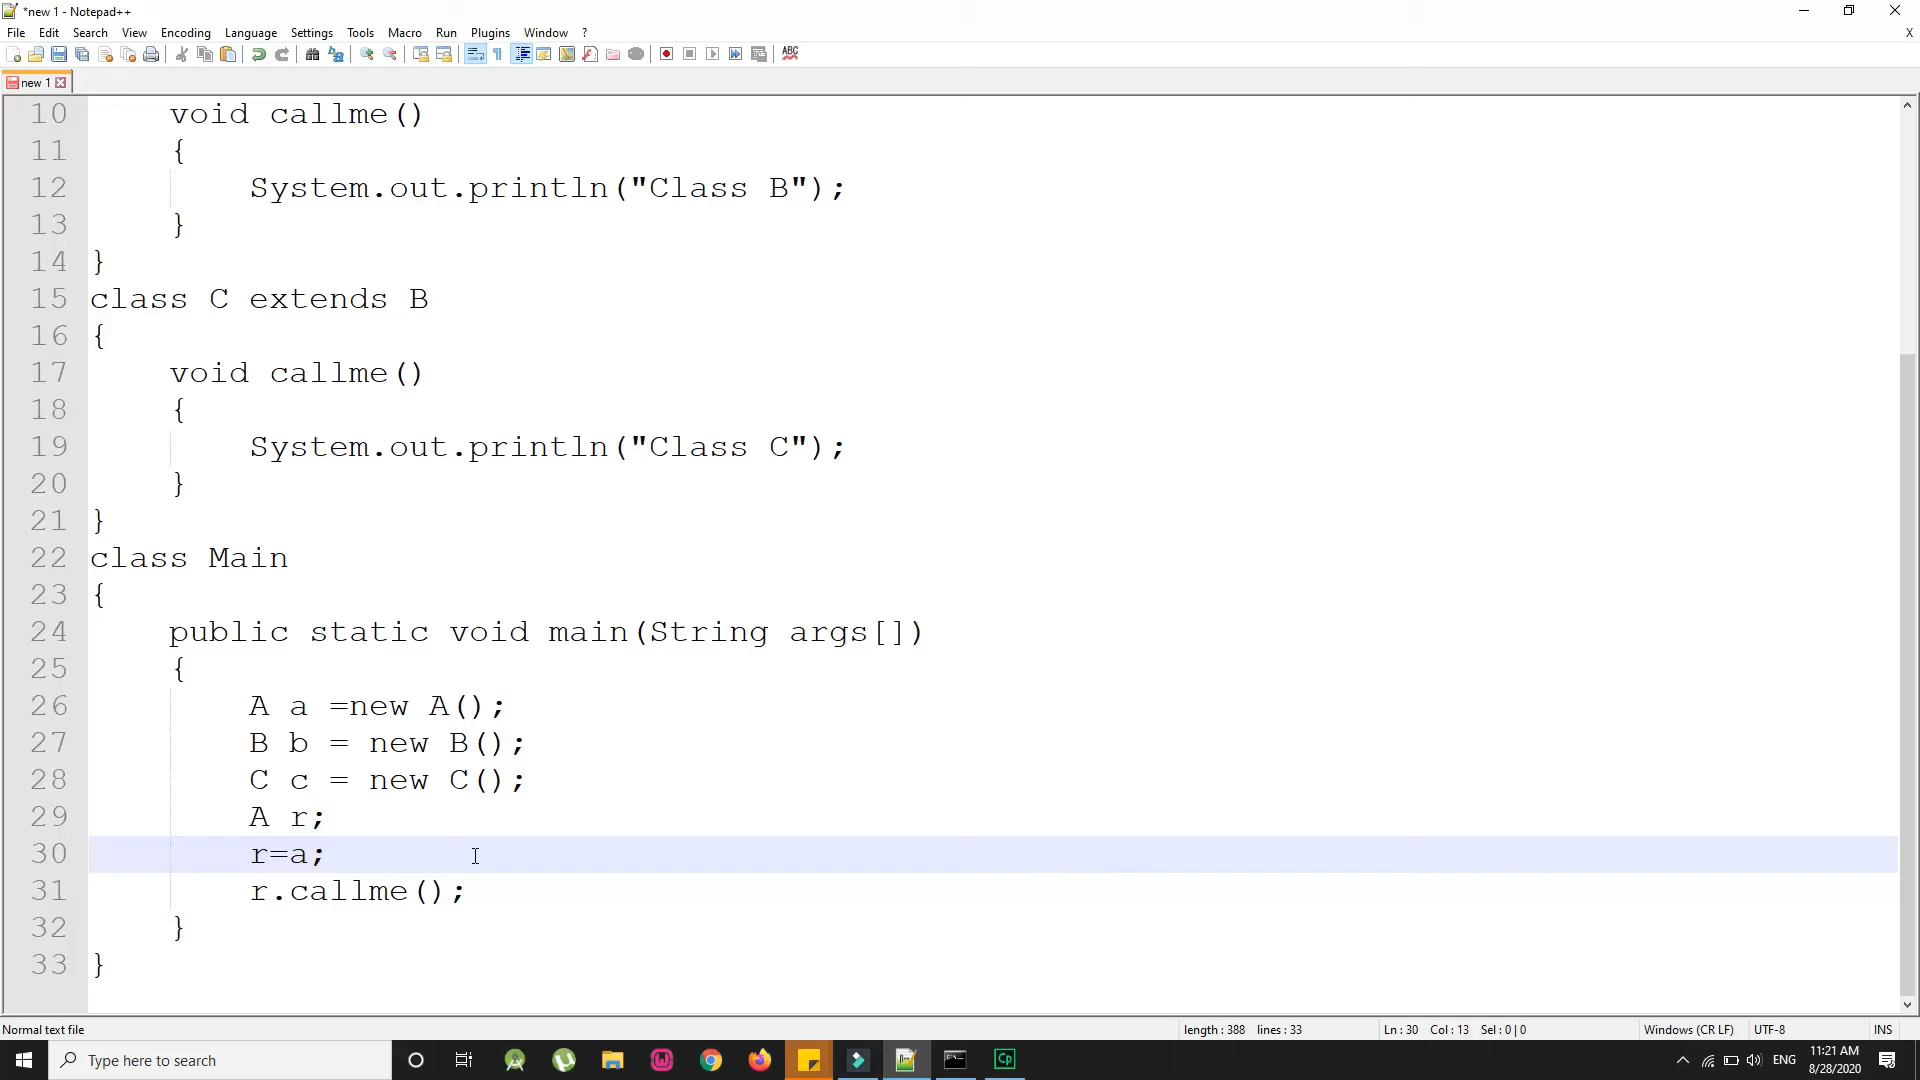 *new 1 - Notepad++
File Edit Search View Encoding Language Settings Tools Macro Run Plugins Window ? X
ABC
new 1
10 void callme()
11 {
12 System.out.println("Class B");
13 }
14 }
15 class C extends B
16 {
17 void callme()
18 {
19 System.out.println("Class C");
20 }
21 }
22 class Main
23 {
24 public static void main(String args[])
25 {
26 A a =new A();
27 B b = new B();
28 C c = new C();
29 A r;
30 r=a;
31 r.callme();
32 }
33 }
Normal text file length : 388 lines : 33 Ln : 30 Col : 13 Sel : 0 | 0 Windows (CR LF) UTF-8 INS
Type here to search Cp ENG 11:21 AM
8/28/2020